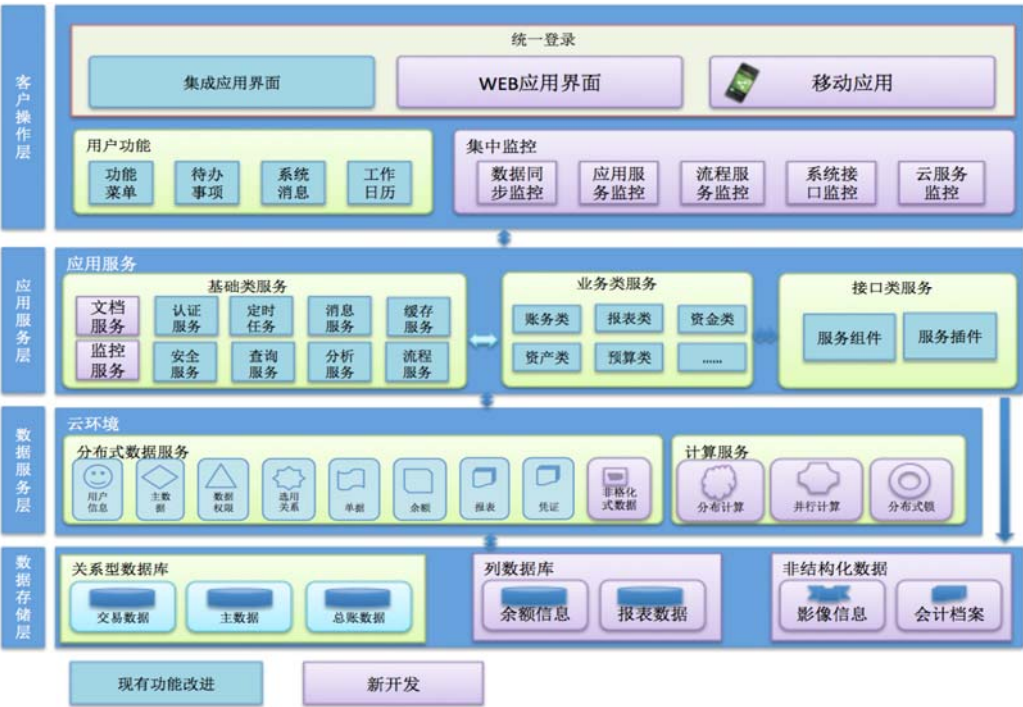 客户操作层
统一登录
集成应用界面
WEB应用界面
移动应用
用户功能
功能
菜单
待办
事项
系统
消息
工作
日历
集中监控
数据同
步监控
应用服
务监控
流程服
务监控
系统接
口监控
云服务
监控
应用服务层
应用服务
基础类服务
文档
服务
认证
服务
定时
任务
消息
服务
缓存
服务
监控
服务
安全
服务
查询
服务
分析
服务
流程
服务
业务类服务
账务类
报表类
资金类
资产类
预算类
......
接口类服务
服务组件
服务插件
数据服务层
云环境
分布式数据服务
用户
信息
主数
据
数据
权限
选用
关系
单据
余额
报表
凭证
非格化
式数据
计算服务
分布计算
并行计算
分布式锁
数据存储层
关系型数据库
交易数据
主数据
总账数据
列数据库
余额信息
报表数据
非结构化数据
影像信息
会计档案
现有功能改进
新开发